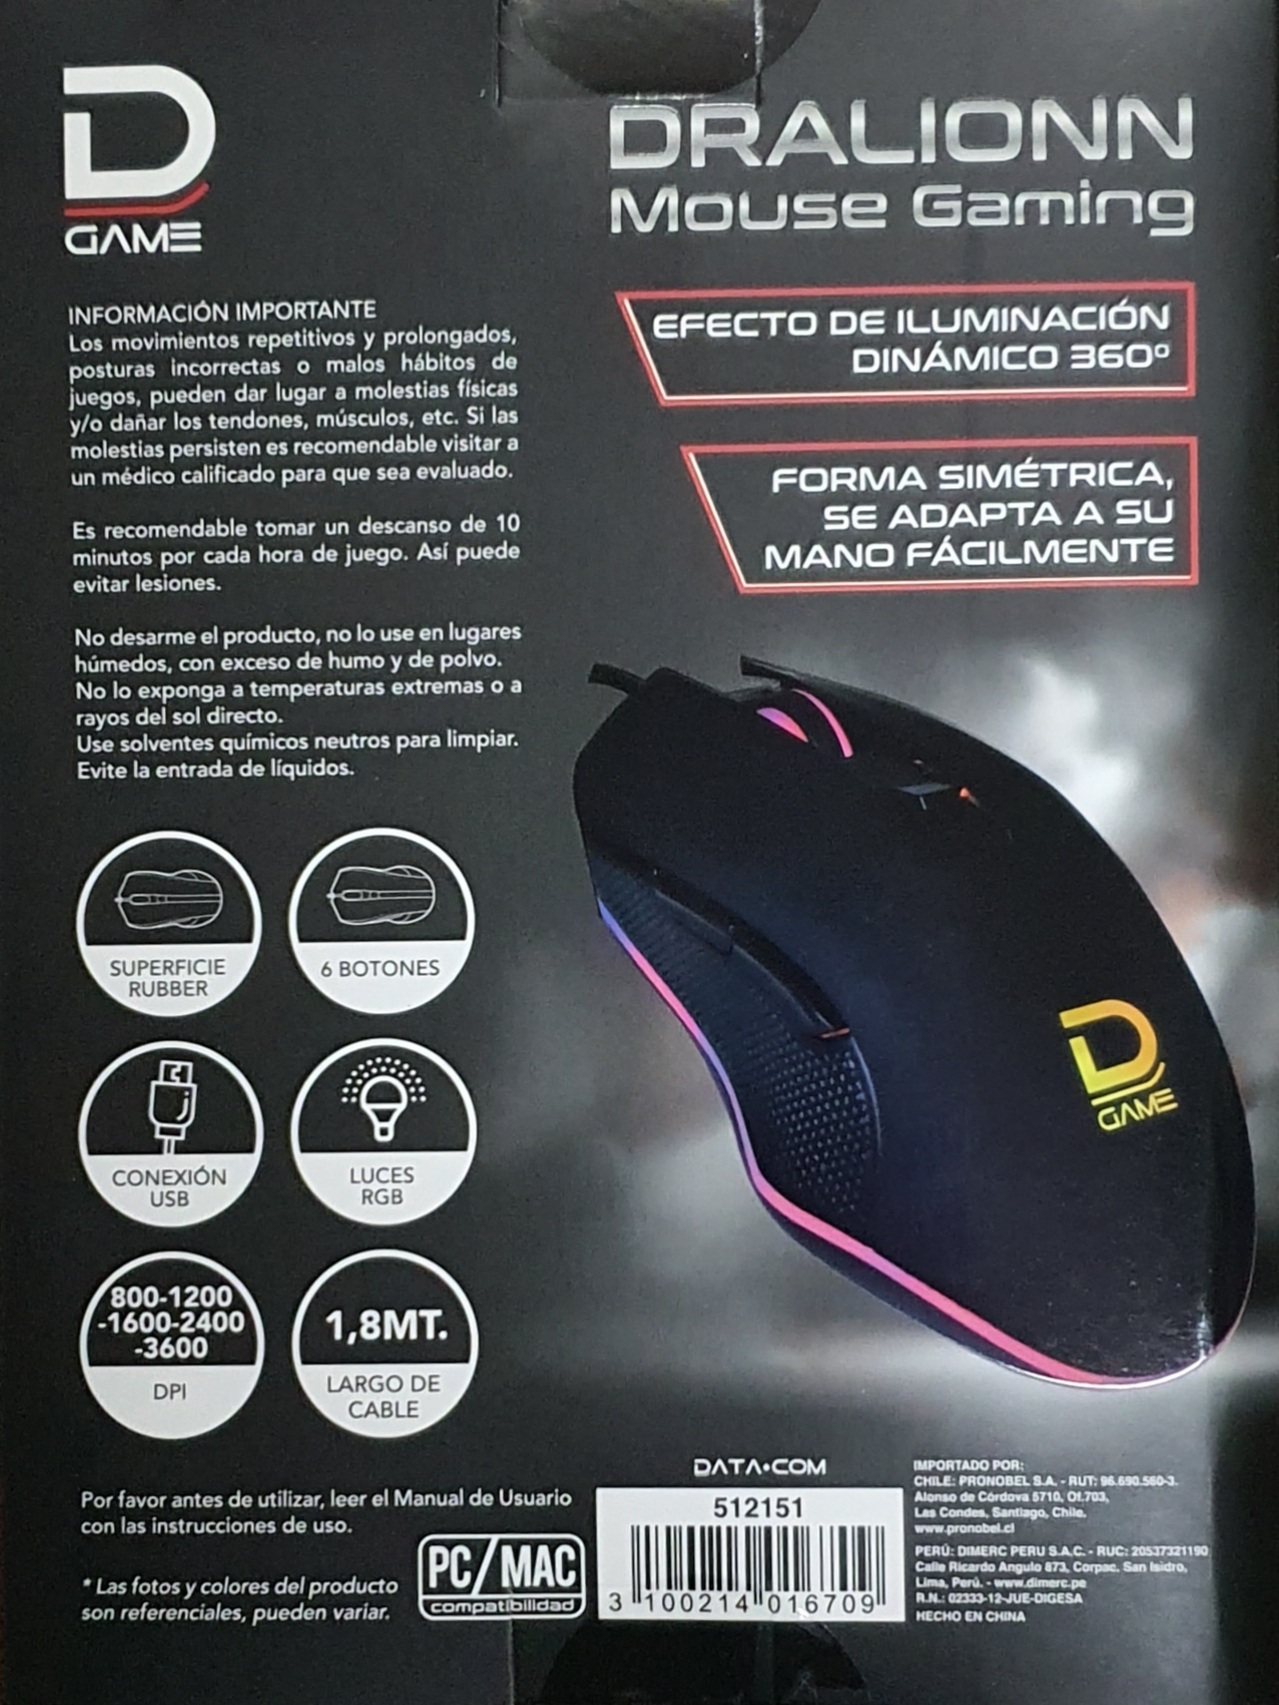 D
GAME
DRALIONN
Mouse Gaming
EFECTO DE ILUMINACIÓN
DINÁMICO 360º
FORMA SIMÉTRICA,
SE ADAPTA A SU
MANO FÁCILMENTE
INFORMACIÓN IMPORTANTE
Los movimientos repetitivos y prolongados,
posturas incorrectas o malos hábitos de
juegos, pueden dar lugar a molestias físicas
y/o dañar los tendones, músculos, etc. Si las
molestias persisten es recomendable visitar a
un médico calificado para que sea evaluado.
Es recomendable tomar un descanso de 10
minutos por cada hora de juego. Así puede
evitar lesiones.
No desarme el producto, no lo use en lugares
húmedos, con exceso de humo y de polvo.
No lo exponga a temperaturas extremas o a
rayos del sol directo.
Use solventes químicos neutros para limpiar.
Evite la entrada de líquidos.
SUPERFICIE
RUBBER
6 BOTONES
CONEXIÓN
USB
LUCES
RGB
800-1200
-1600-2400
-3600
DPI
1,8MT.
LARGO DE
CABLE
D
GAME
Por favor antes de utilizar, leer el Manual de Usuario
con las instrucciones de uso.
* Las fotos y colores del producto
son referenciales, pueden variar.
PC/MAC
compatibilidad
DATA•COM
512151
3 100214 016709
IMPORTADO POR:
CHILE: PRONOBEL S.A. - RUT: 96.690.560-3.
Alonso de Córdova 5710, Of.703,
Las Condes, Santiago, Chile.
www.pronobel.cl
PERÚ: DIMERC PERU S.A.C. - RUC: 20537321190
Calle Ricardo Angulo 873, Corpac, San Isidro,
Lima, Perú. - www.dimerc.pe
R.N.: 02333-12-JUE-DIGESA
HECHO EN CHINA